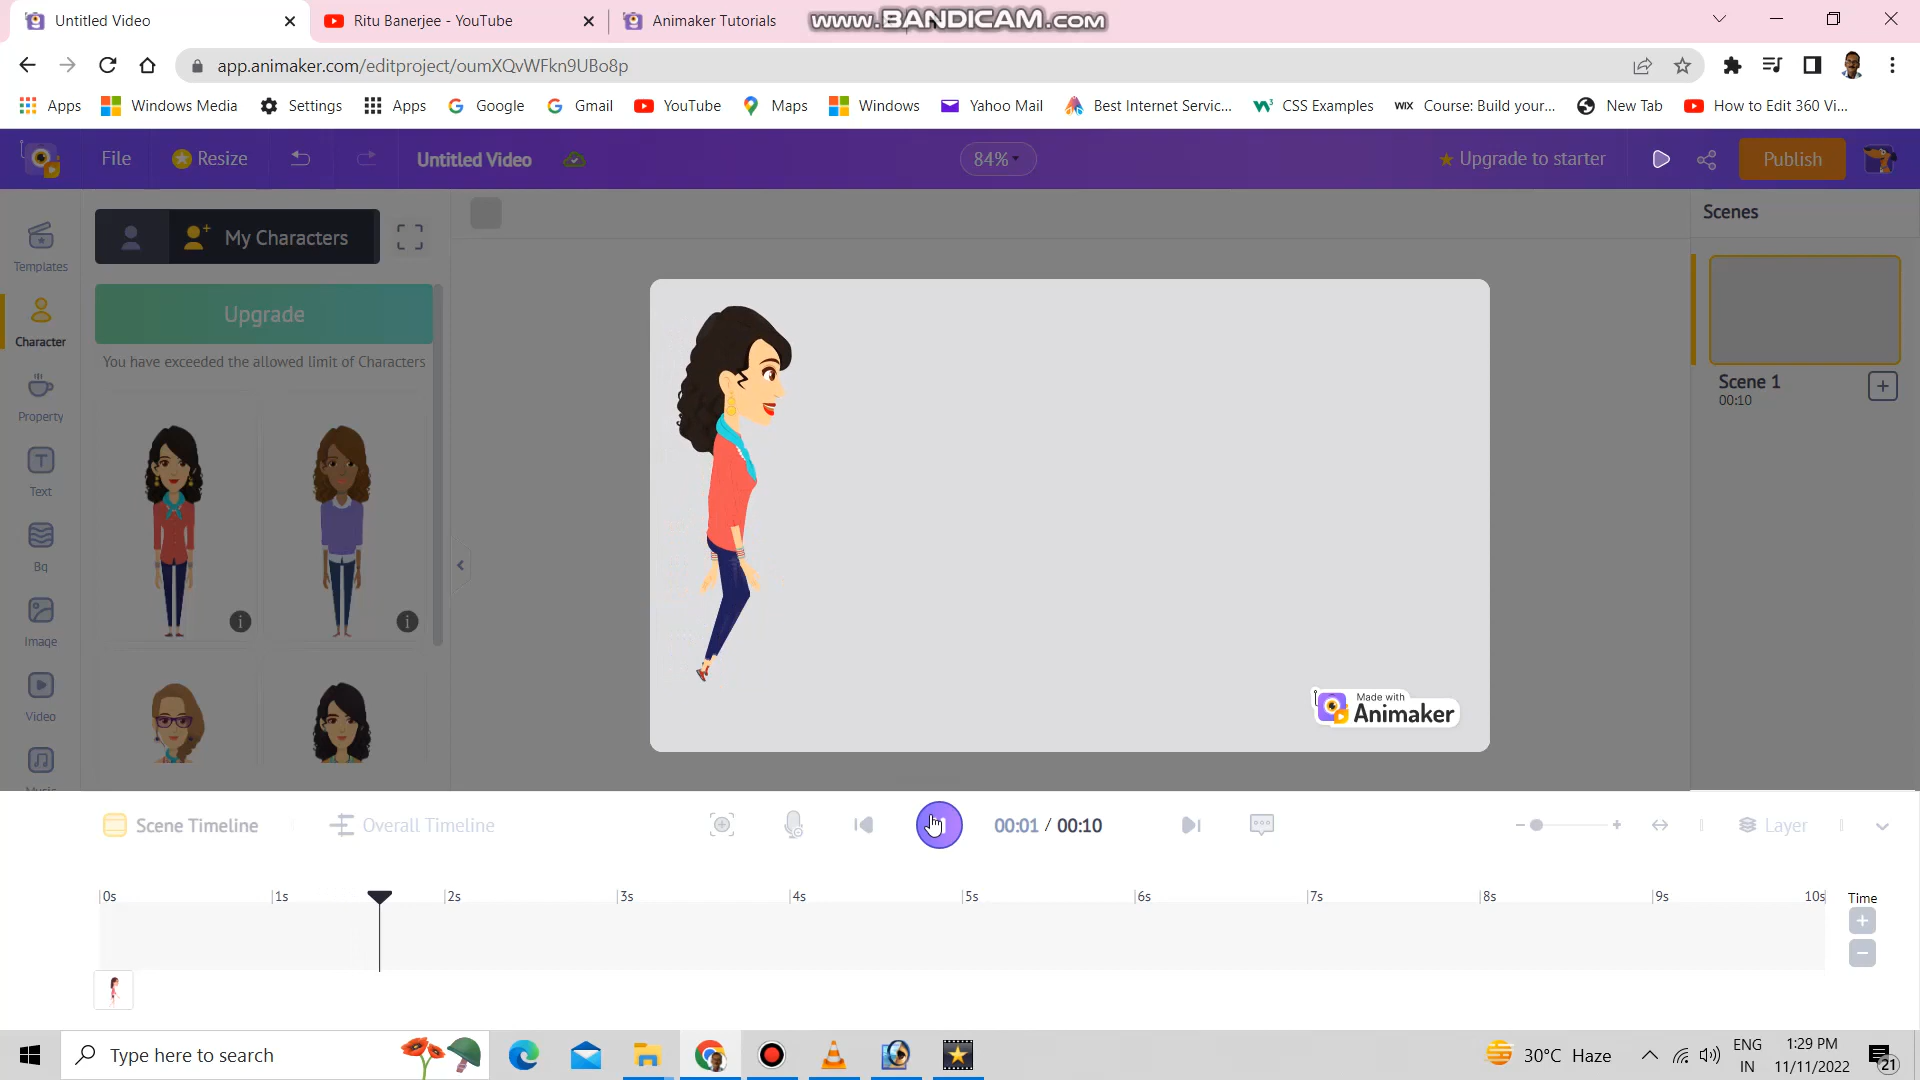 Untitled Video
Ritu Banerjee - YouTube
Animaker Tutorials
www.BANDICAM.com
app.animaker.com/editproject/oumXQvWFkn9UBo8p
Apps
Windows Media
Settings
Apps
Google
Gmail
YouTube
Maps
Windows
Yahoo Mail
Best Internet Servic...
CSS Examples
WIX
Course: Build your...
New Tab
How to Edit 360 Vi...
File
Resize
Untitled Video
84%
Upgrade to starter
Publish
Templates
Character
Property
Text
Bg
Image
Video
My Characters
Upgrade
You have exceeded the allowed limit of Characters
Made with
Animaker
Scenes
Scene 1
00:10
Scene Timeline
Overall Timeline
00:01 / 00:10
Layer
0s
1s
2s
3s
4s
5s
6s
7s
8s
9s
10s
Time
Type here to search
30°C Haze
ENG
IN
1:29 PM
11/11/2022
21